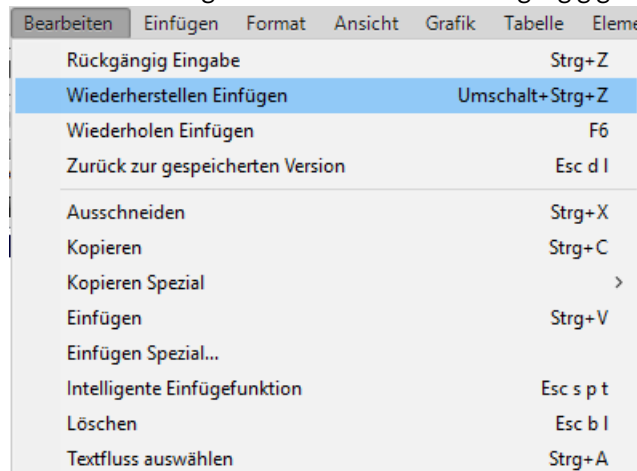 Bearbeiten Einfügen Format Ansicht Grafik Tabelle Eleme
Rückgängig Eingabe Strg+Z
Wiederherstellen Einfügen Umschalt+Strg+Z
Wiederholen Einfügen F6
Zurück zur gespeicherten Version Esc d l
Ausschneiden Strg+X
Kopieren Strg+C
Kopieren Spezial >
Einfügen Strg+V
Einfügen Spezial...
Intelligente Einfügefunktion Esc s p t
Löschen Esc b l
Textfluss auswählen Strg+A